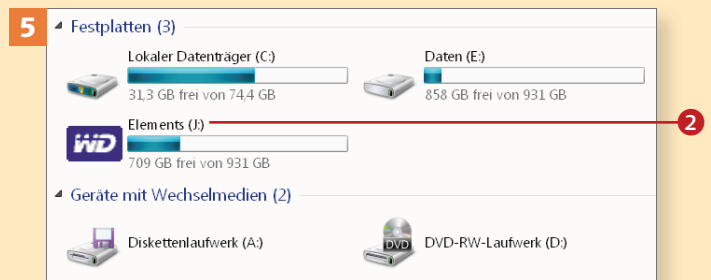 5
Festplatten (3)
Lokaler Datenträger (C:)
31,3 GB frei von 74,4 GB
Daten (E:)
858 GB frei von 931 GB
WD
Elements (J:)
709 GB frei von 931 GB
2
Geräte mit Wechselmedien (2)
Diskettenlaufwerk (A:)
DVD
DVD-RW-Laufwerk (D:)